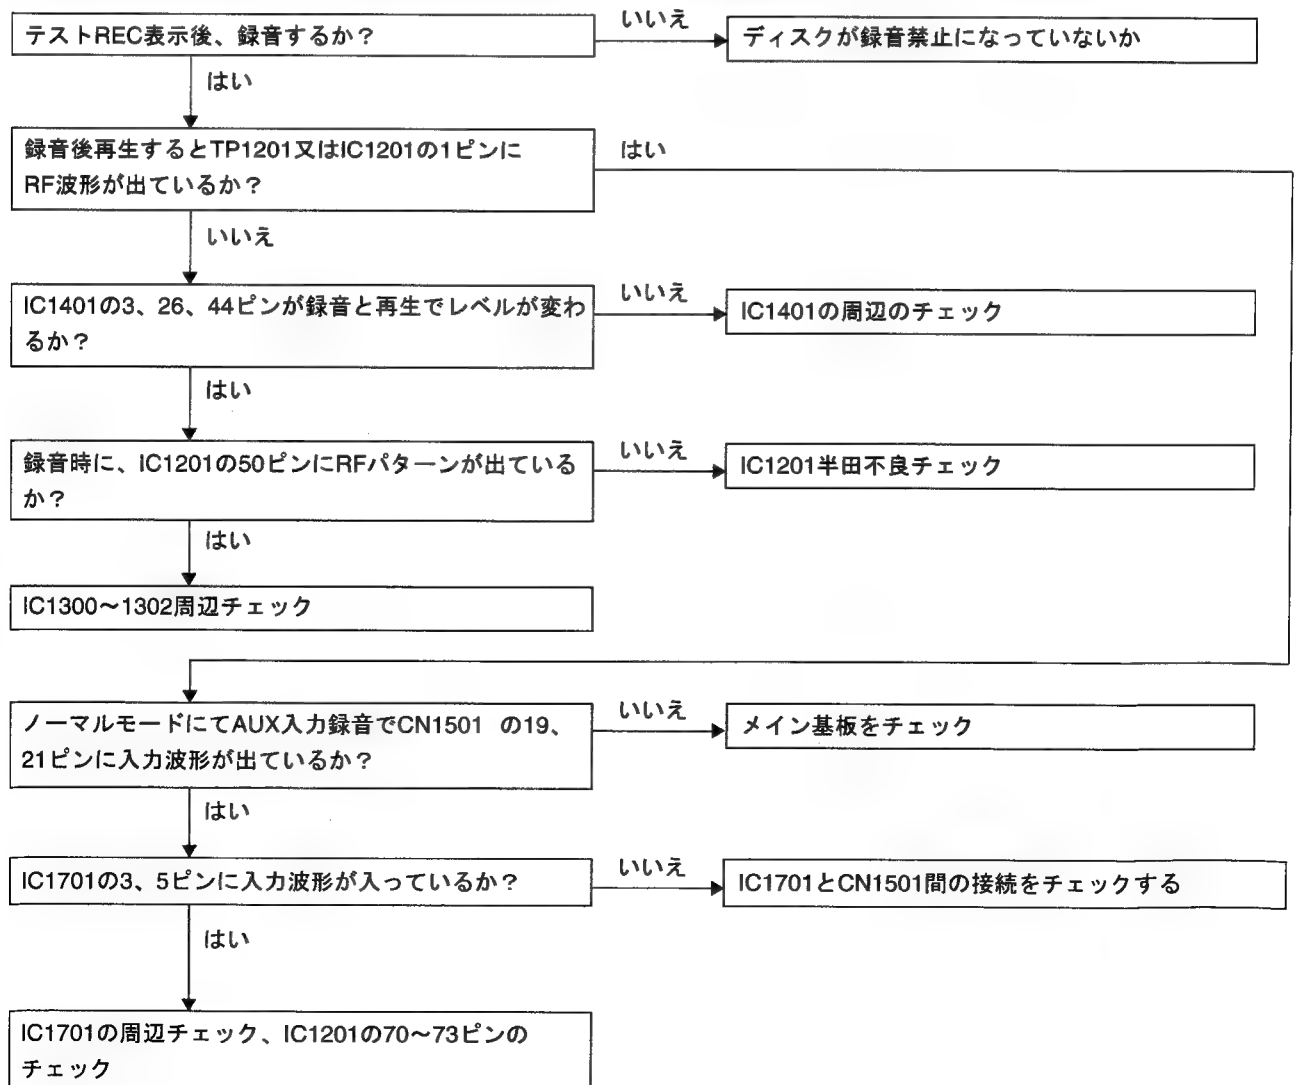 テストREC表示後、録音するか？
いいえ
ディスクが録音禁止になっていないか
はい
録音後再生するとTP1201又はIC1201の1ピンに
RF波形が出ているか？
はい
いいえ
IC1401の3、26、44ピンが録音と再生でレベルが変わ
るか？
いいえ
IC1401の周辺のチェック
はい
録音時に、IC1201の50ピンにRFパターンが出ている
か？
いいえ
IC1201半田不良チェック
はい
IC1300～1302周辺チェック
ノーマルモードにてAUX入力録音でCN1501 の19、
21ピンに入力波形が出ているか？
いいえ
メイン基板をチェック
はい
IC1701の3、5ピンに入力波形が入っているか？
いいえ
IC1701とCN1501間の接続をチェックする
はい
IC1701の周辺チェック、IC1201の70～73ピンの
チェック